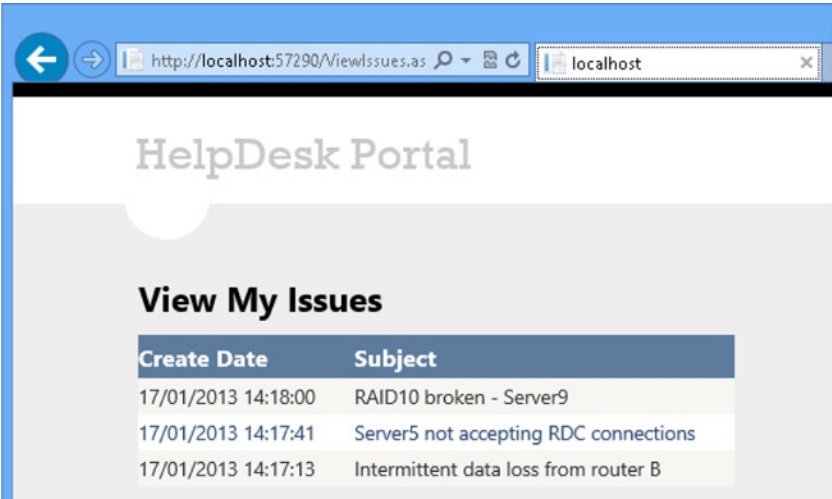 http://localhost:57290/ViewIssues.as
localhost
HelpDesk Portal
View My Issues
Create Date Subject
17/01/2013 14:18:00 RAID10 broken - Server9
17/01/2013 14:17:41 Server5 not accepting RDC connections
17/01/2013 14:17:13 Intermittent data loss from router B